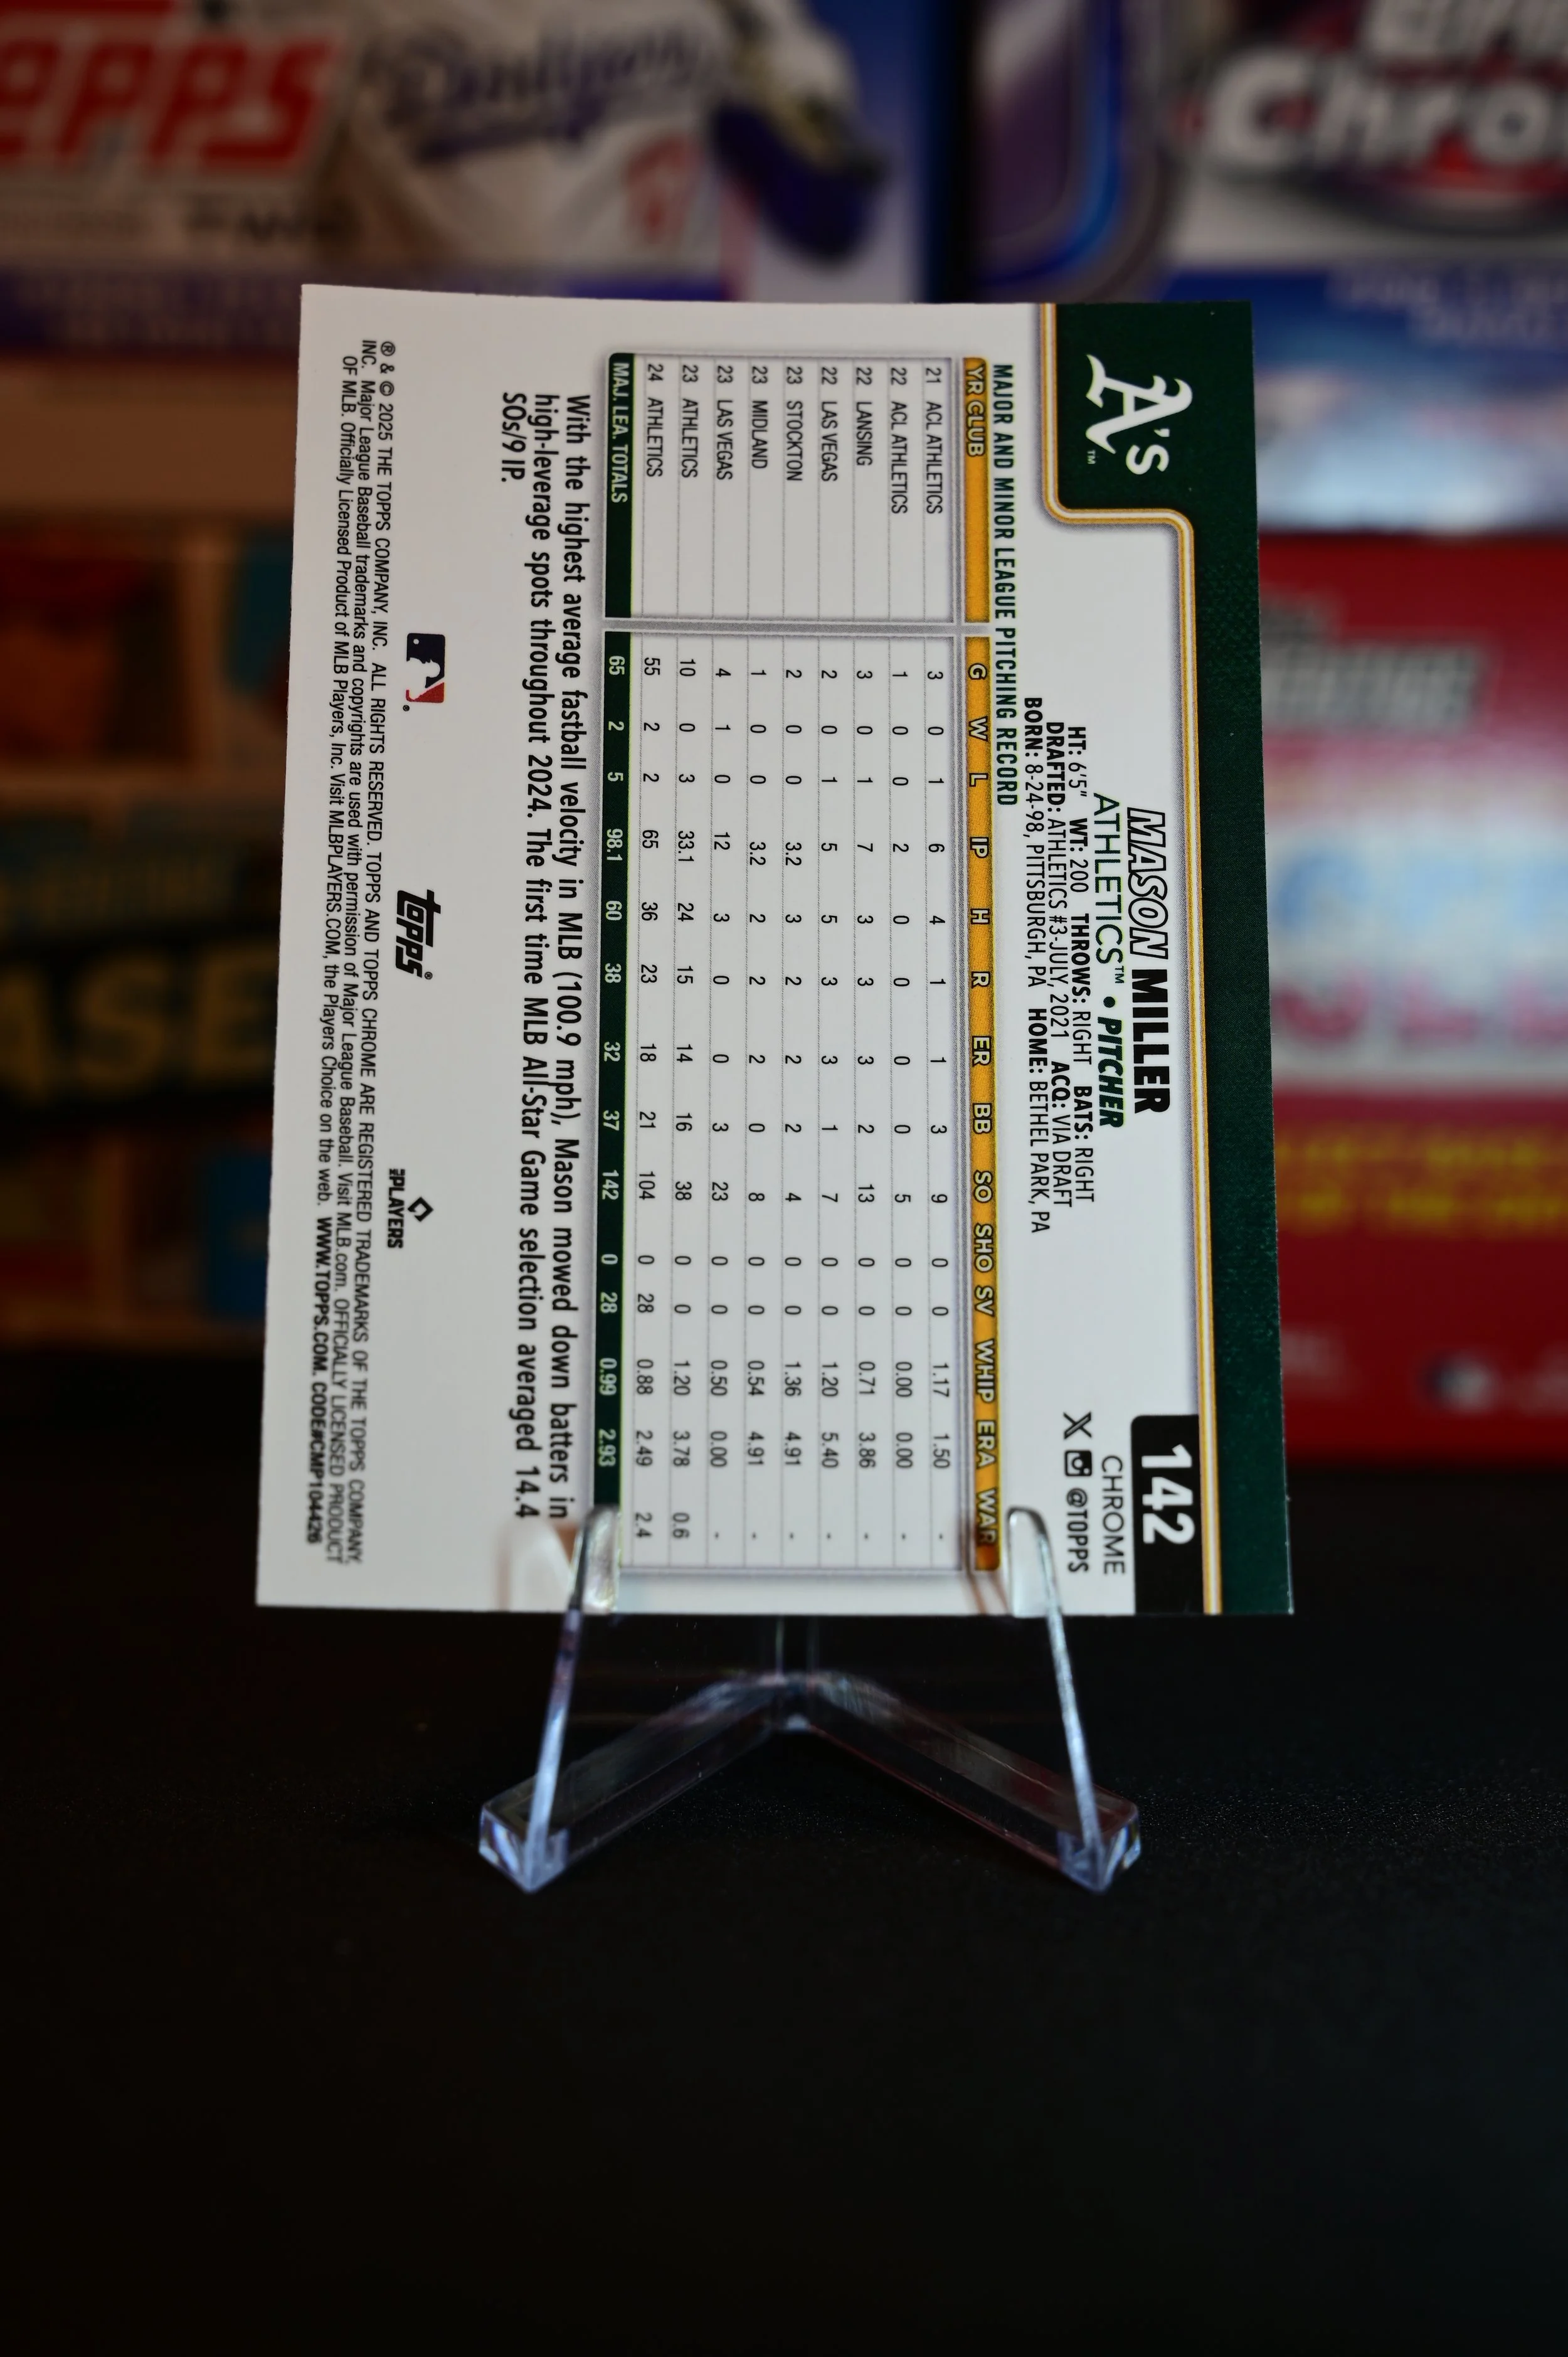 A's™
142
CHROME
@TOPPS
MASON MILLER
ATHLETICS™ • PITCHER
HT: 6'5" WT: 200 THROWS: RIGHT BATS: RIGHT
DRAFTED: ATHLETICS #3-JULY 2021 ACQ: VIA DRAFT
BORN: 8-24-98, PITTSBURGH, PA HOME: BETHEL PARK, PA
MAJOR AND MINOR LEAGUE PITCHING RECORD
YR CLUB G W L IP H R ER BB SO SHO SV WHIP ERA WAR
21 ACL ATHLETICS 3 0 1 6 4 1 1 3 9 0 0 1.17 1.50 -
22 ACL ATHLETICS 1 0 0 2 0 0 0 0 5 0 0 0.00 0.00 -
22 LANSING 3 0 1 7 3 3 3 2 13 0 0 0.71 3.86 -
22 LAS VEGAS 2 0 1 5 5 3 3 1 7 0 0 1.20 5.40 -
23 STOCKTON 2 0 0 3.2 3 2 2 2 4 0 0 1.36 4.91 -
23 MIDLAND 1 0 0 3.2 2 2 2 0 8 0 0 0.54 4.91 -
23 LAS VEGAS 4 1 0 12 3 0 0 3 23 0 0 0.50 0.00 -
23 ATHLETICS 10 0 3 33.1 24 15 14 16 38 0 0 1.20 3.78 0.6
24 ATHLETICS 55 2 2 65 36 23 18 21 104 0 28 0.88 2.49 2.4
MAJ. LEA. TOTALS 65 2 5 98.1 60 38 32 37 142 0 28 0.99 2.93
With the highest average fastball velocity in MLB (100.9 mph), Mason mowed down batters in
high-leverage spots throughout 2024. The first time MLB All-Star Game selection averaged 14.4
SOs/9 IP.
topps®
PLAYERS
® & © 2025 THE TOPPS COMPANY, INC. ALL RIGHTS RESERVED. TOPPS AND TOPPS CHROME ARE REGISTERED TRADEMARKS OF THE TOPPS COMPANY,
INC. Major League Baseball trademarks and copyrights are used with permission of Major League Baseball. Visit MLB.com. OFFICIALLY LICENSED PRODUCT
OF MLB. Officially Licensed Product of MLB Players, Inc. Visit MLBPLAYERS.COM, the Players Choice on the web. WWW.TOPPS.COM. CODE#CMP104426
TOPPS
Dodgers
Chro